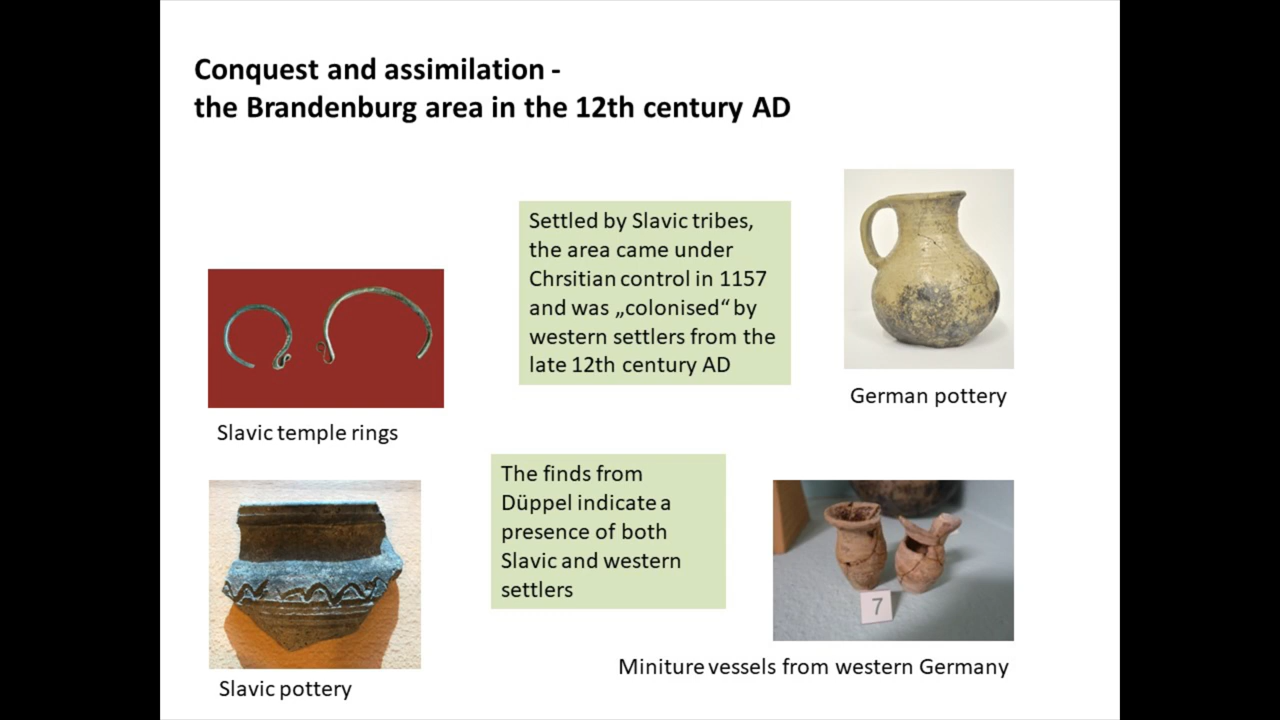 Conquest and assimilation -
the Brandenburg area in the 12th century AD
Settled by Slavic tribes,
the area came under
Chrsitian control in 1157
and was „colonised“ by
western settlers from the
late 12th century AD
German pottery
Slavic temple rings
The finds from
Düppel indicate a
presence of both
Slavic and western
settlers
7
Miniture vessels from western Germany
Slavic pottery